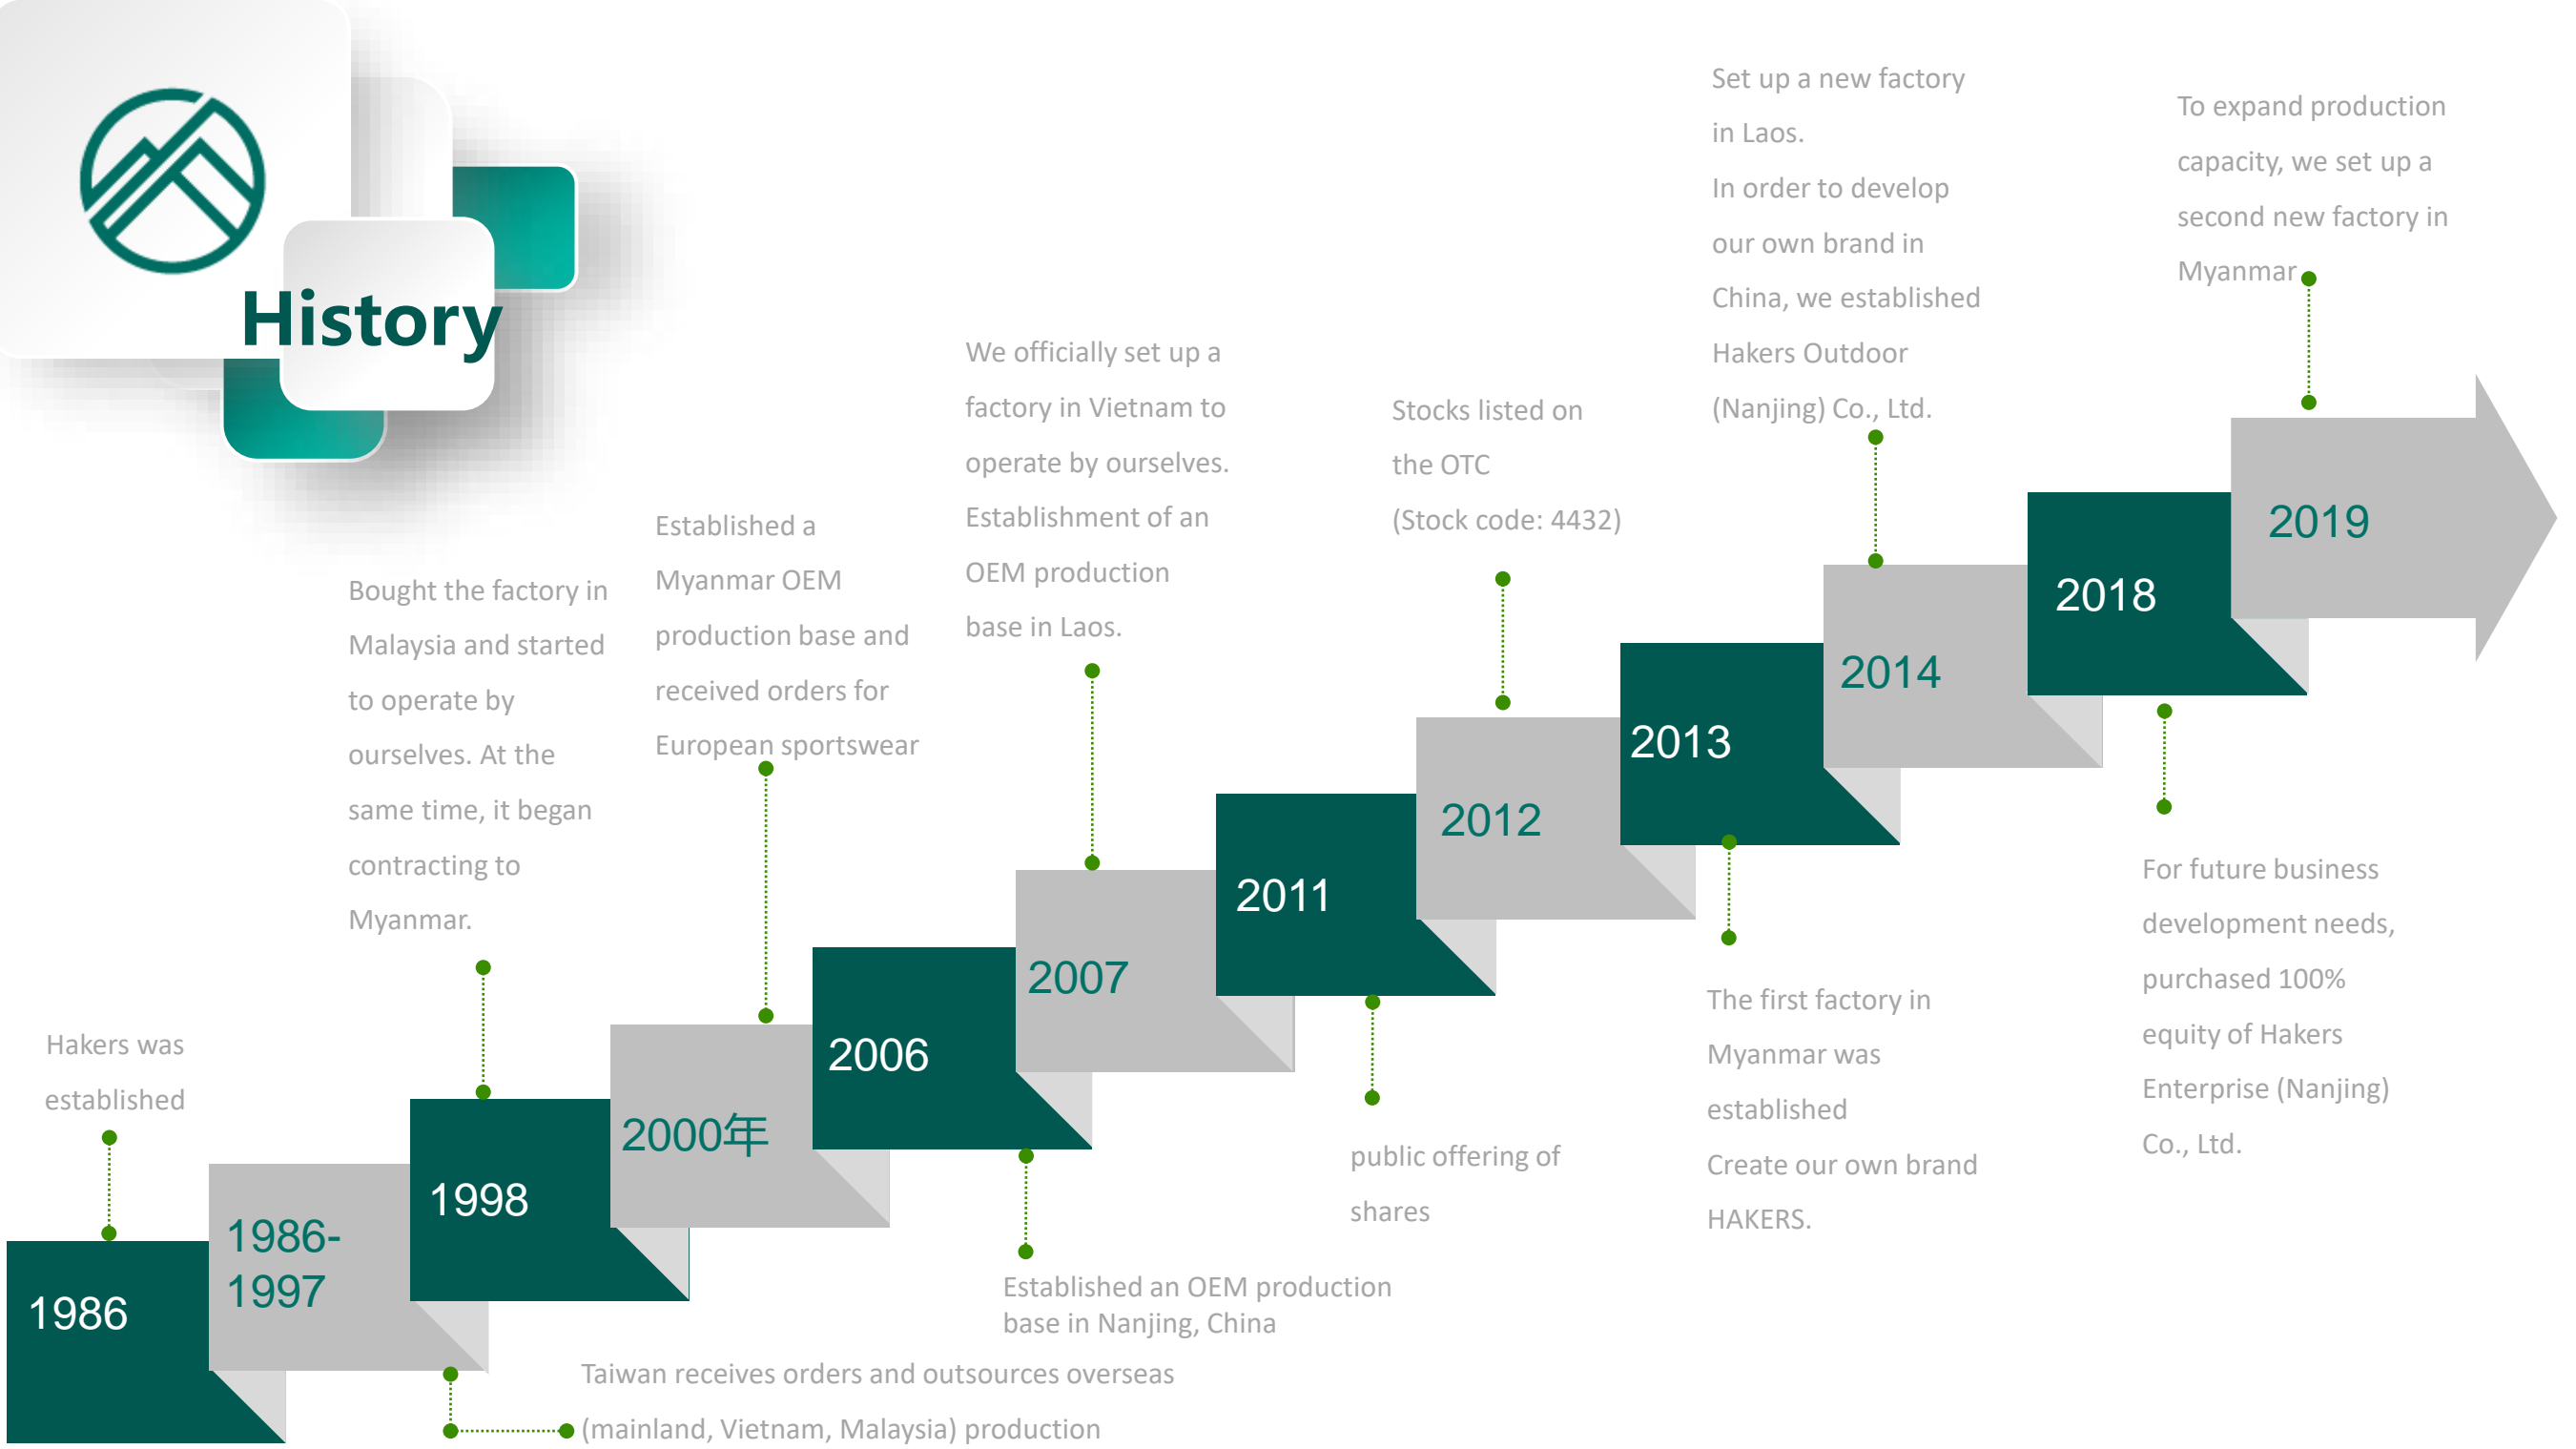 History
1986
Hakers was
established
1986-
1997
Taiwan receives orders and outsources overseas
(mainland, Vietnam, Malaysia) production
1998
Bought the factory in
Malaysia and started
to operate by
ourselves. At the
same time, it began
contracting to
Myanmar.
2000年
Established a
Myanmar OEM
production base and
received orders for
European sportswear
2006
Established an OEM production
base in Nanjing, China
2007
We officially set up a
factory in Vietnam to
operate by ourselves.
Establishment of an
OEM production
base in Laos.
2011
public offering of
shares
2012
Stocks listed on
the OTC
(Stock code: 4432)
2013
The first factory in
Myanmar was
established
Create our own brand
HAKERS.
2014
Set up a new factory
in Laos.
In order to develop
our own brand in
China, we established
Hakers Outdoor
(Nanjing) Co., Ltd.
2018
For future business
development needs,
purchased 100%
equity of Hakers
Enterprise (Nanjing)
Co., Ltd.
2019
To expand production
capacity, we set up a
second new factory in
Myanmar